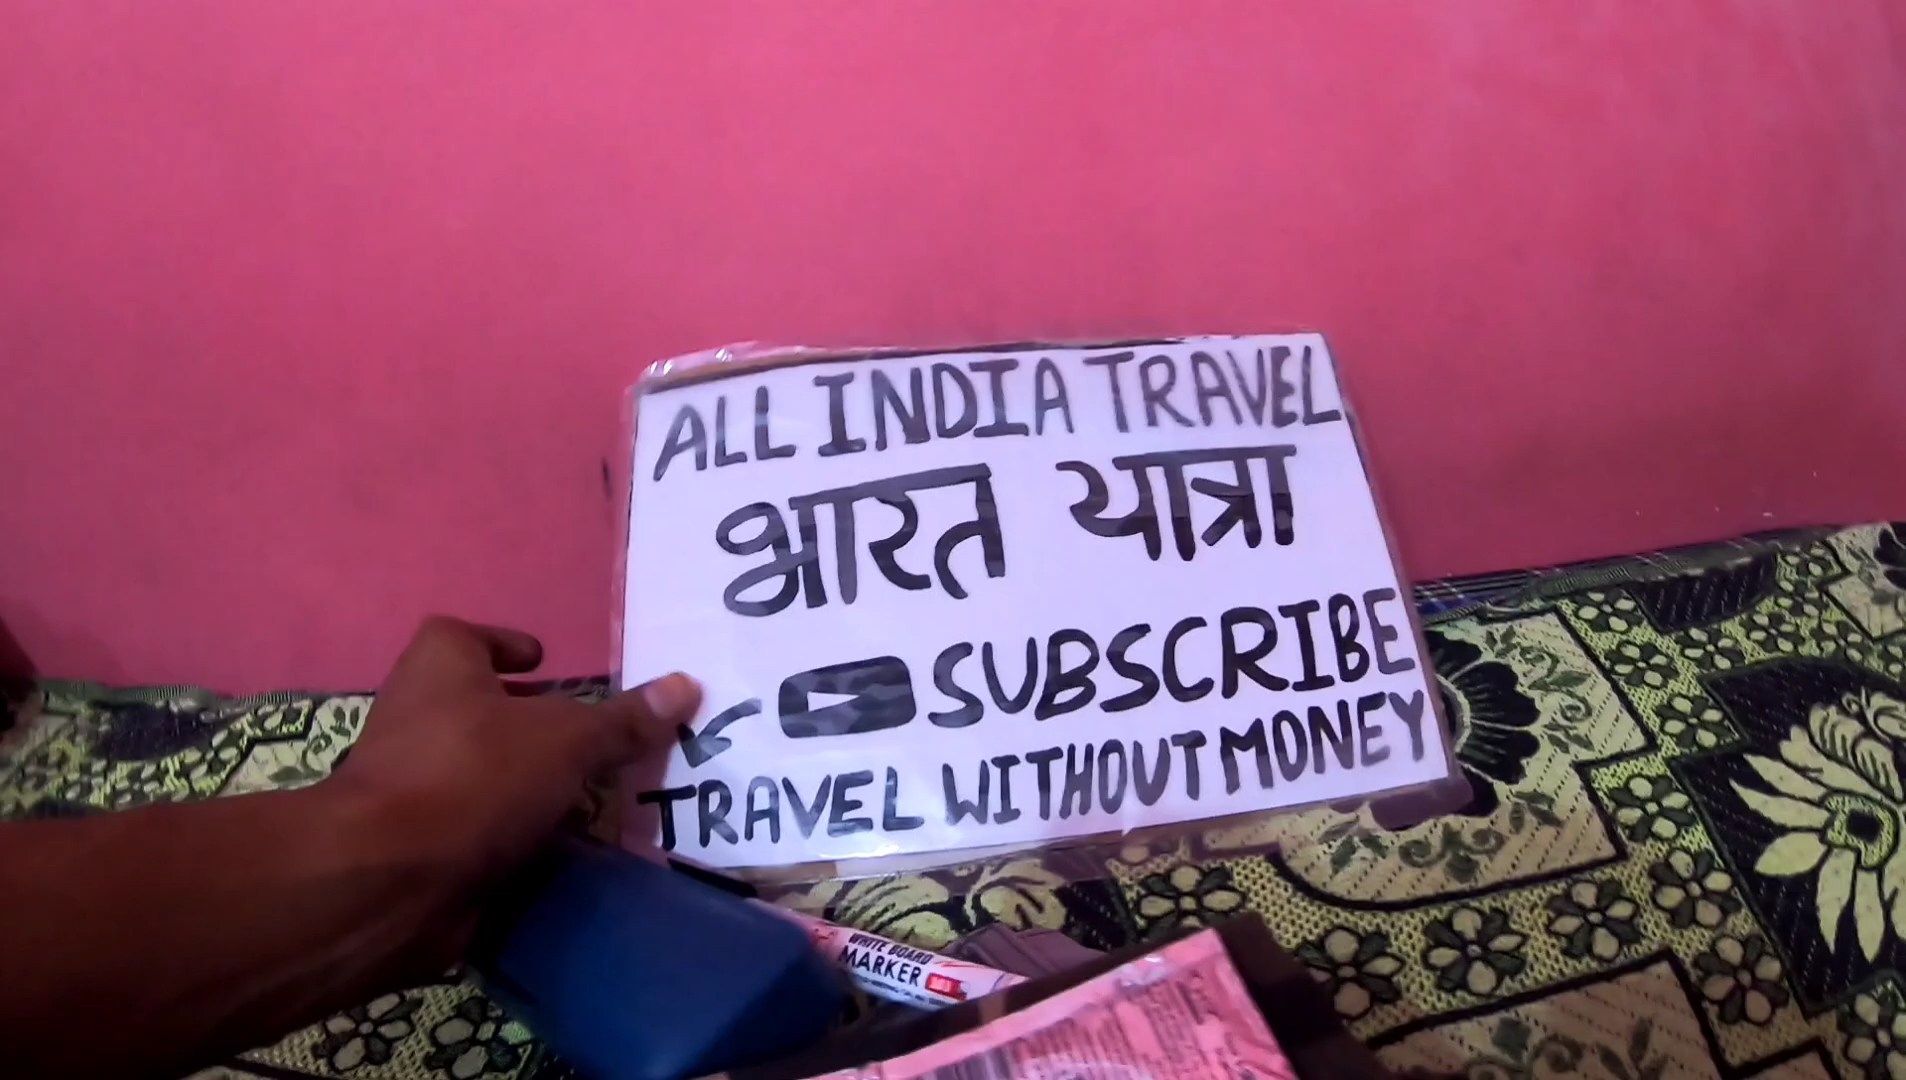 ALL INDIA TRAVEL
भारत यात्रा
SUBSCRIBE
TRAVEL WITHOUT MONEY
WHITE BOARD
MARKER